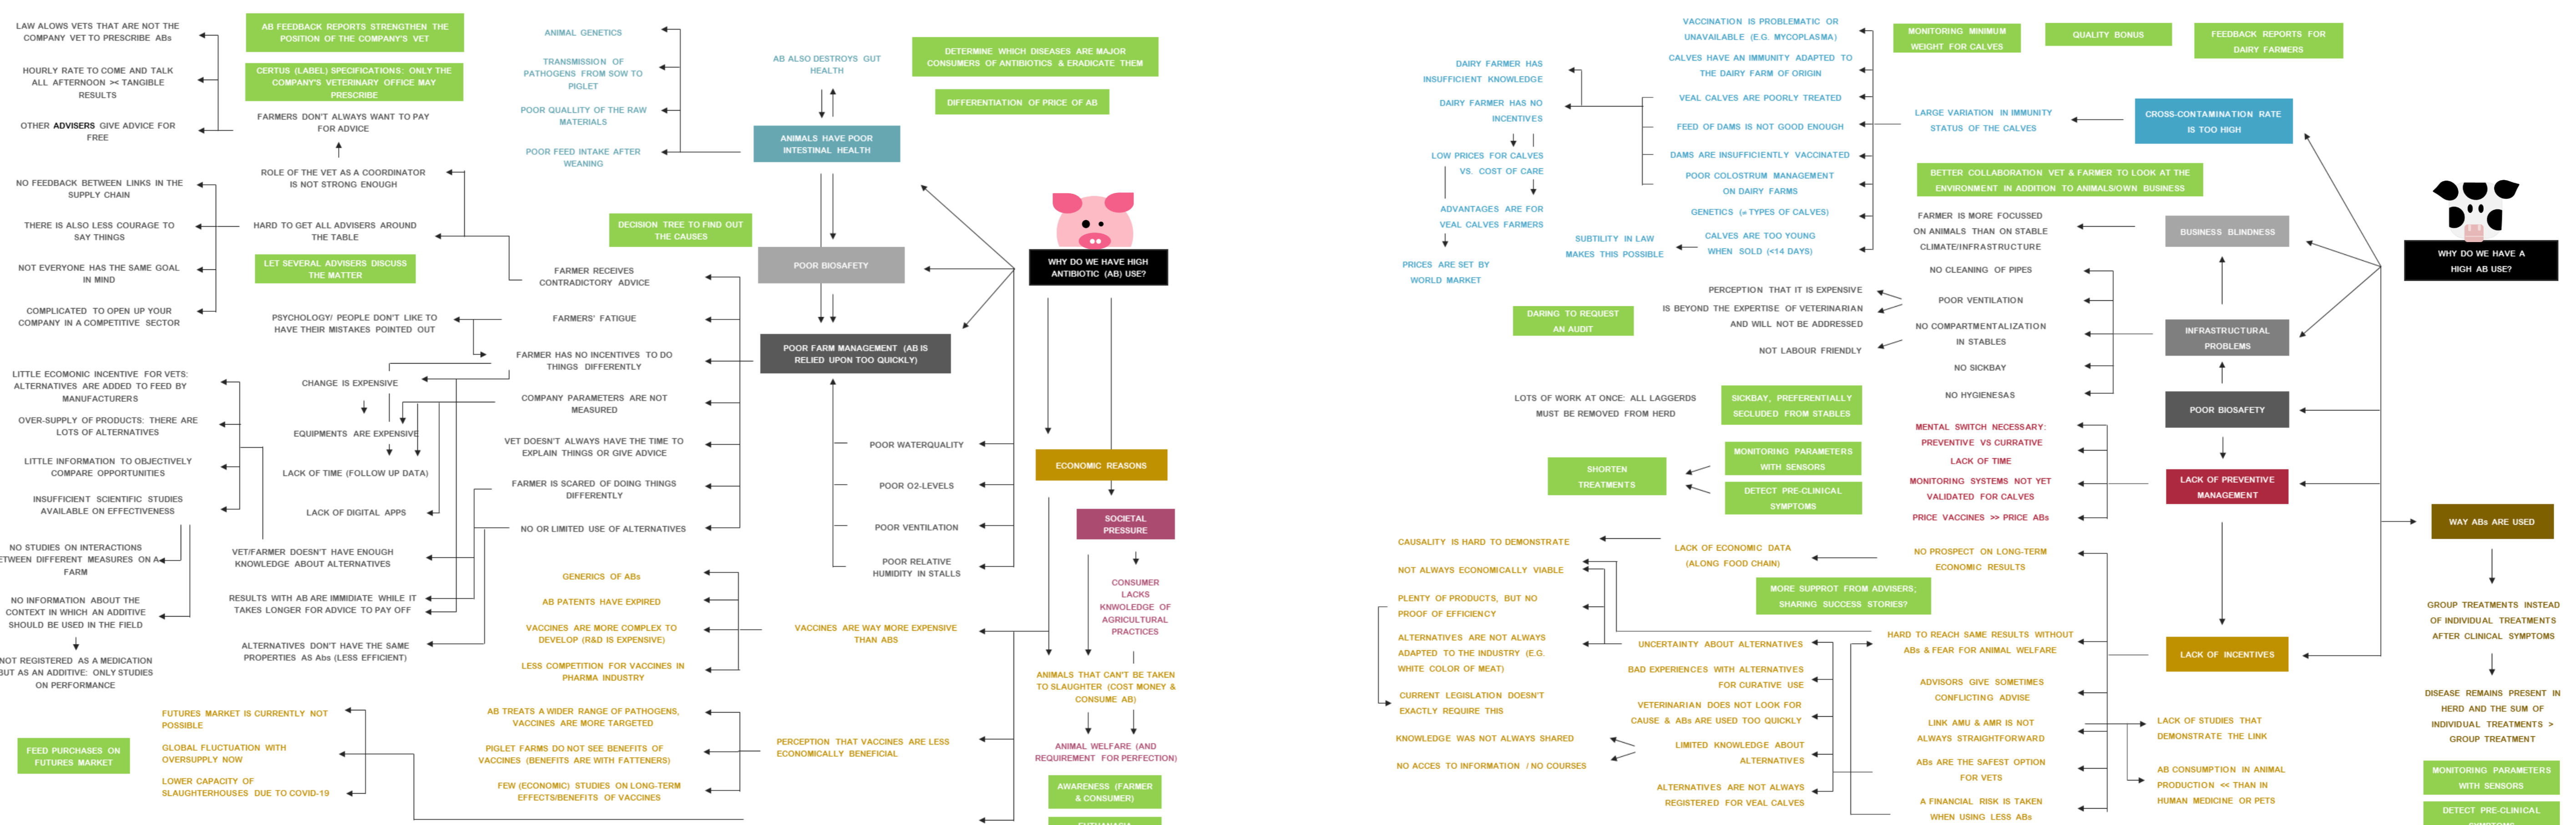 LAW ALOWS VETS THAT ARE NOT THE
COMPANY VET TO PRESCRIBE ABs
HOURLY RATE TO COME AND TALK
ALL AFTERNOON >< TANGIBLE
RESULTS
OTHER ADVISERS GIVE ADVICE FOR
FREE
NO FEEDBACK BETWEEN LINKS IN THE
SUPPLY CHAIN
THERE IS ALSO LESS COURAGE TO
SAY THINGS
NOT EVERYONE HAS THE SAME GOAL
IN MIND
COMPLICATED TO OPEN UP YOUR
COMPANY IN A COMPETITIVE SECTOR
LITTLE ECOMONIC INCENTIVE FOR VETS:
ALTERNATIVES ARE ADDED TO FEED BY
MANUFACTURERS
OVER-SUPPLY OF PRODUCTS: THERE ARE
LOTS OF ALTERNATIVES
LITTLE INFORMATION TO OBJECTIVELY
COMPARE OPPORTUNITIES
INSUFFICIENT SCIENTIFIC STUDIES
AVAILABLE ON EFFECTIVENESS
NO STUDIES ON INTERACTIONS
ETWEEN DIFFERENT MEASURES ON A
FARM
NO INFORMATION ABOUT THE
CONTEXT IN WHICH AN ADDITIVE
SHOULD BE USED IN THE FIELD
NOT REGISTERED AS A MEDICATION
BUT AS AN ADDITIVE: ONLY STUDIES
ON PERFORMANCE
FEED PURCHASES ON
FUTURES MARKET
AB FEEDBACK REPORTS STRENGTHEN THE
POSITION OF THE COMPANY'S VET
CERTUS (LABEL) SPECIFICATIONS: ONLY THE
COMPANY'S VETERINARY OFFICE MAY
PRESCRIBE
FARMERS DON'T ALWAYS WANT TO PAY
FOR ADVICE
ROLE OF THE VET AS A COORDINATOR
IS NOT STRONG ENOUGH
HARD TO GET ALL ADVISERS AROUND
THE TABLE
LET SEVERAL ADVISERS DISCUSS
THE MATTER
PSYCHOLOGY/ PEOPLE DON'T LIKE TO
HAVE THEIR MISTAKES POINTED OUT
CHANGE IS EXPENSIVE
EQUIPMENTS ARE EXPENSIVE
LACK OF TIME (FOLLOW UP DATA)
LACK OF DIGITAL APPS
VET/FARMER DOESN'T HAVE ENOUGH
KNOWLEDGE ABOUT ALTERNATIVES
RESULTS WITH AB ARE IMMIDIATE WHILE IT
TAKES LONGER FOR ADVICE TO PAY OFF
ALTERNATIVES DON'T HAVE THE SAME
PROPERTIES AS Abs (LESS EFFICIENT)
FUTURES MARKET IS CURRENTLY NOT
POSSIBLE
GLOBAL FLUCTUATION WITH
OVERSUPPLY NOW
LOWER CAPACITY OF
SLAUGHTERHOUSES DUE TO COVID-19
ANIMAL GENETICS
TRANSMISSION OF
PATHOGENS FROM SOW TO
PIGLET
POOR QUALLITY OF THE RAW
MATERIALS
POOR FEED INTAKE AFTER
WEANING
DECISION TREE TO FIND OUT
THE CAUSES
FARMER RECEIVES
CONTRADICTORY ADVICE
FARMERS' FATIGUE
FARMER HAS NO INCENTIVES TO DO
THINGS DIFFERENTLY
COMPANY PARAMETERS ARE NOT
MEASURED
VET DOESN'T ALWAYS HAVE THE TIME TO
EXPLAIN THINGS OR GIVE ADVICE
FARMER IS SCARED OF DOING THINGS
DIFFERENTLY
NO OR LIMITED USE OF ALTERNATIVES
GENERICS OF ABs
AB PATENTS HAVE EXPIRED
VACCINES ARE MORE COMPLEX TO
DEVELOP (R&D IS EXPENSIVE)
LESS COMPETITION FOR VACCINES IN
PHARMA INDUSTRY
AB TREATS A WIDER RANGE OF PATHOGENS,
VACCINES ARE MORE TARGETED
PIGLET FARMS DO NOT SEE BENEFITS OF
VACCINES (BENEFITS ARE WITH FATTENERS)
FEW (ECONOMIC) STUDIES ON LONG-TERM
EFFECTS/BENEFITS OF VACCINES
AB ALSO DESTROYS GUT
HEALTH
ANIMALS HAVE POOR
INTESTINAL HEALTH
POOR BIOSAFETY
POOR FARM MANAGEMENT (AB IS
RELIED UPON TOO QUICKLY)
POOR WATERQUALITY
POOR O2-LEVELS
POOR VENTILATION
POOR RELATIVE
HUMIDITY IN STALLS
VACCINES ARE WAY MORE EXPENSIVE
THAN ABS
PERCEPTION THAT VACCINES ARE LESS
ECONOMICALLY BENEFICIAL
DETERMINE WHICH DISEASES ARE MAJOR
CONSUMERS OF ANTIBIOTICS & ERADICATE THEM
DIFFERENTIATION OF PRICE OF AB
WHY DO WE HAVE HIGH
ANTIBIOTIC (AB) USE?
ECONOMIC REASONS
SOCIETAL
PRESSURE
CONSUMER
LACKS
KNWOLEDGE OF
AGRICULTURAL
PRACTICES
ANIMALS THAT CAN'T BE TAKEN
TO SLAUGHTER (COST MONEY &
CONSUME AB)
ANIMAL WELFARE (AND
REQUIREMENT FOR PERFECTION)
AWARENESS (FARMER
& CONSUMER)
EUTHANASIA
DAIRY FARMER HAS
INSUFFICIENT KNOWLEDGE
DAIRY FARMER HAS NO
INCENTIVES
LOW PRICES FOR CALVES
VS. COST OF CARE
ADVANTAGES ARE FOR
VEAL CALVES FARMERS
PRICES ARE SET BY
WORLD MARKET
VACCINATION IS PROBLEMATIC OR
UNAVAILABLE (E.G. MYCOPLASMA)
CALVES HAVE AN IMMUNITY ADAPTED TO
THE DAIRY FARM OF ORIGIN
VEAL CALVES ARE POORLY TREATED
FEED OF DAMS IS NOT GOOD ENOUGH
DAMS ARE INSUFFICIENTLY VACCINATED
POOR COLOSTRUM MANAGEMENT
ON DAIRY FARMS
GENETICS (≠ TYPES OF CALVES)
CALVES ARE TOO YOUNG
WHEN SOLD (<14 DAYS)
SUBTILITY IN LAW
MAKES THIS POSSIBLE
PERCEPTION THAT IT IS EXPENSIVE
IS BEYOND THE EXPERTISE OF VETERINARIAN
AND WILL NOT BE ADDRESSED
NOT LABOUR FRIENDLY
DARING TO REQUEST
AN AUDIT
LOTS OF WORK AT ONCE: ALL LAGGERDS
MUST BE REMOVED FROM HERD
SICKBAY, PREFERENTIALLY
SECLUDED FROM STABLES
MONITORING PARAMETERS
WITH SENSORS
DETECT PRE-CLINICAL
SYMPTOMS
SHORTEN
TREATMENTS
CAUSALITY IS HARD TO DEMONSTRATE
NOT ALWAYS ECONOMICALLY VIABLE
PLENTY OF PRODUCTS, BUT NO
PROOF OF EFFICIENCY
ALTERNATIVES ARE NOT ALWAYS
ADAPTED TO THE INDUSTRY (E.G.
WHITE COLOR OF MEAT)
CURRENT LEGISLATION DOESN'T
EXACTLY REQUIRE THIS
KNOWLEDGE WAS NOT ALWAYS SHARED
NO ACCES TO INFORMATION / NO COURSES
LACK OF ECONOMIC DATA
(ALONG FOOD CHAIN)
MORE SUPPROT FROM ADVISERS;
SHARING SUCCESS STORIES?
UNCERTAINTY ABOUT ALTERNATIVES
BAD EXPERIENCES WITH ALTERNATIVES
FOR CURATIVE USE
VETERINARIAN DOES NOT LOOK FOR
CAUSE & ABs ARE USED TOO QUICKLY
LIMITED KNOWLEDGE ABOUT
ALTERNATIVES
ALTERNATIVES ARE NOT ALWAYS
REGISTERED FOR VEAL CALVES
MONITORING MINIMUM
WEIGHT FOR CALVES
QUALITY BONUS
FEEDBACK REPORTS FOR
DAIRY FARMERS
LARGE VARIATION IN IMMUNITY
STATUS OF THE CALVES
CROSS-CONTAMINATION RATE
IS TOO HIGH
BETTER COLLABORATION VET & FARMER TO LOOK AT THE
ENVIRONMENT IN ADDITION TO ANIMALS/OWN BUSINESS
FARMER IS MORE FOCUSSED
ON ANIMALS THAN ON STABLE
CLIMATE/INFRASTRUCTURE
BUSINESS BLINDNESS
NO CLEANING OF PIPES
POOR VENTILATION
NO COMPARTMENTALIZATION
IN STABLES
NO SICKBAY
NO HYGIENESAS
INFRASTRUCTURAL
PROBLEMS
POOR BIOSAFETY
MENTAL SWITCH NECESSARY:
PREVENTIVE VS CURRATIVE
LACK OF TIME
MONITORING SYSTEMS NOT YET
VALIDATED FOR CALVES
PRICE VACCINES >> PRICE ABs
LACK OF PREVENTIVE
MANAGEMENT
NO PROSPECT ON LONG-TERM
ECONOMIC RESULTS
HARD TO REACH SAME RESULTS WITHOUT
ABs & FEAR FOR ANIMAL WELFARE
ADVISORS GIVE SOMETIMES
CONFLICTING ADVISE
LINK AMU & AMR IS NOT
ALWAYS STRAIGHTFORWARD
ABs ARE THE SAFEST OPTION
FOR VETS
A FINANCIAL RISK IS TAKEN
WHEN USING LESS ABs
LACK OF INCENTIVES
LACK OF STUDIES THAT
DEMONSTRATE THE LINK
AB CONSUMPTION IN ANIMAL
PRODUCTION << THAN IN
HUMAN MEDICINE OR PETS
WHY DO WE HAVE A
HIGH AB USE?
WAY ABs ARE USED
GROUP TREATMENTS INSTEAD
OF INDIVIDUAL TREATMENTS
AFTER CLINICAL SYMPTOMS
DISEASE REMAINS PRESENT IN
HERD AND THE SUM OF
INDIVIDUAL TREATMENTS >
GROUP TREATMENT
MONITORING PARAMETERS
WITH SENSORS
DETECT PRE-CLINICAL
SYMPTOMS